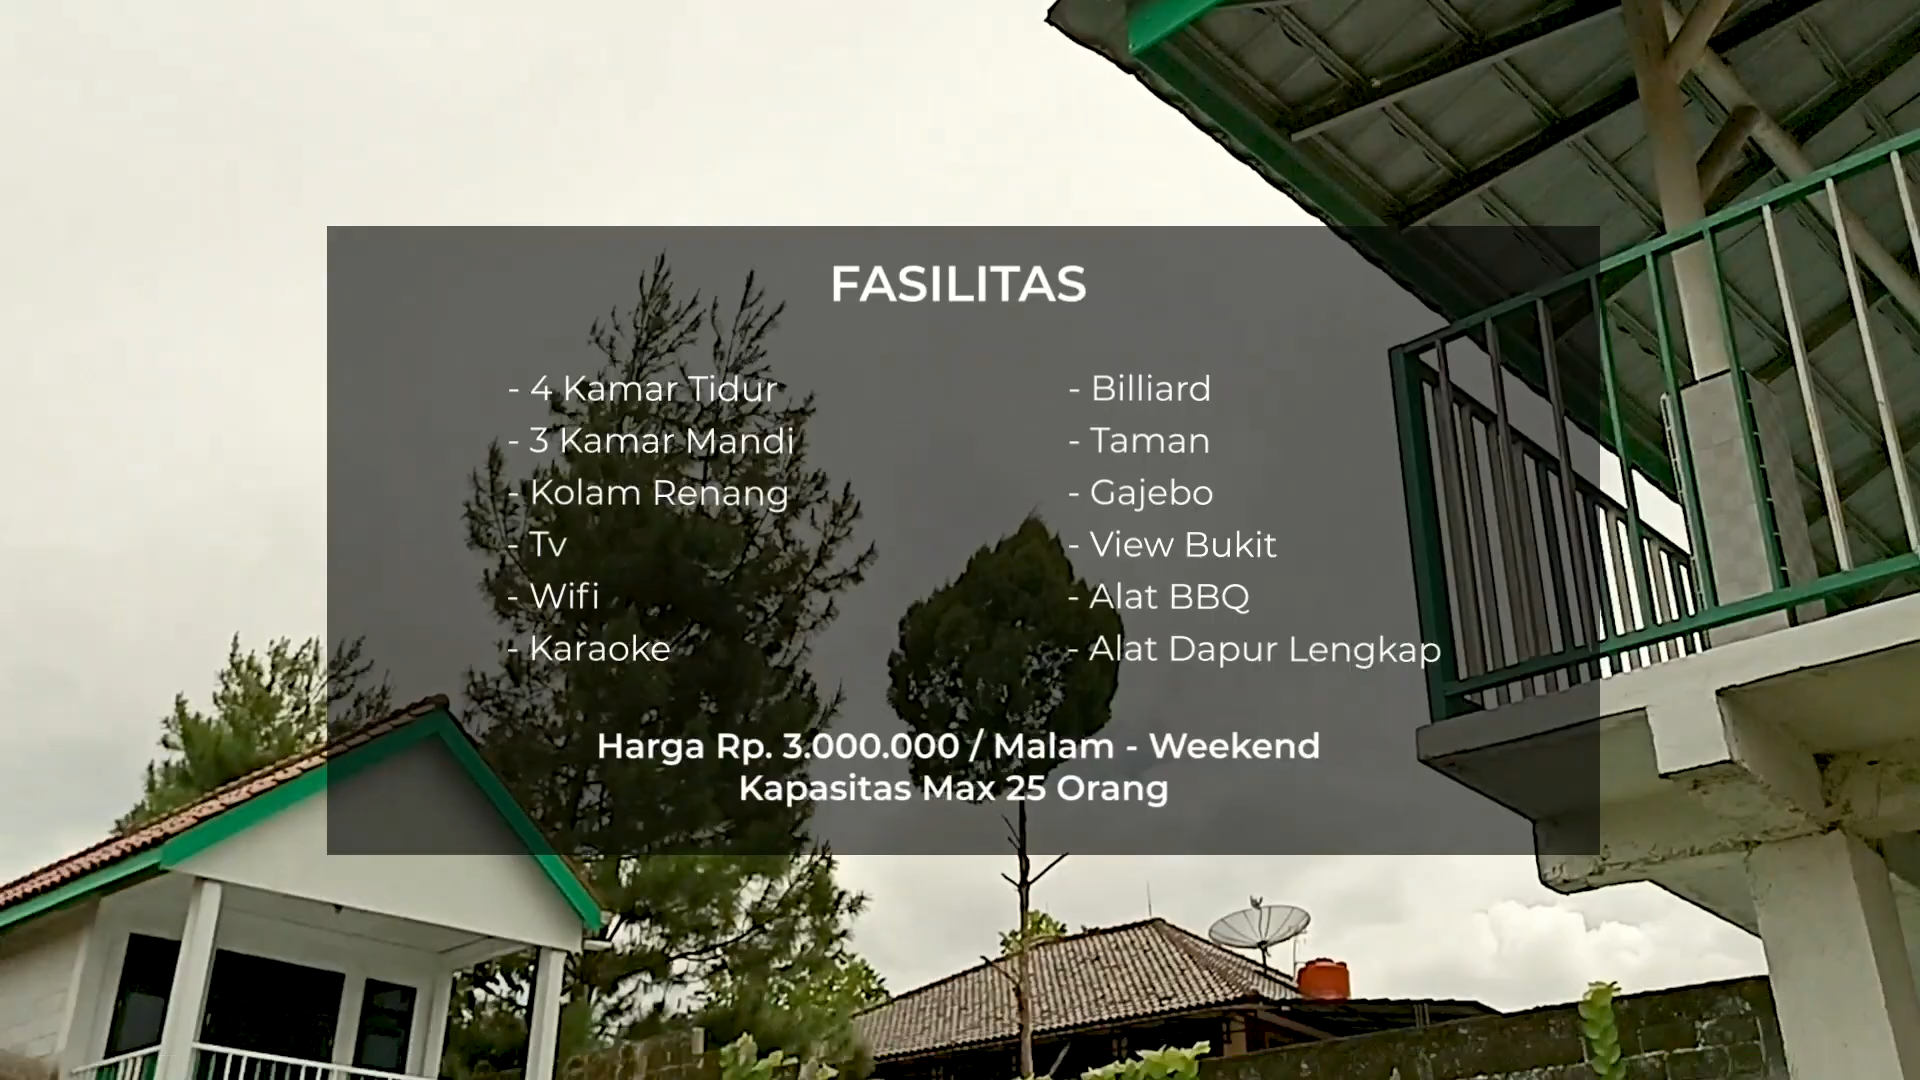 FASILITAS
- 4 Kamar Tidur
- 3 Kamar Mandi
- Kolam Renang
- Tv
- Wifi
- Karaoke
- Billiard
- Taman
- Gajebo
- View Bukit
- Alat BBQ
- Alat Dapur Lengkap
Harga Rp. 3.000.000 / Malam - Weekend
Kapasitas Max 25 Orang